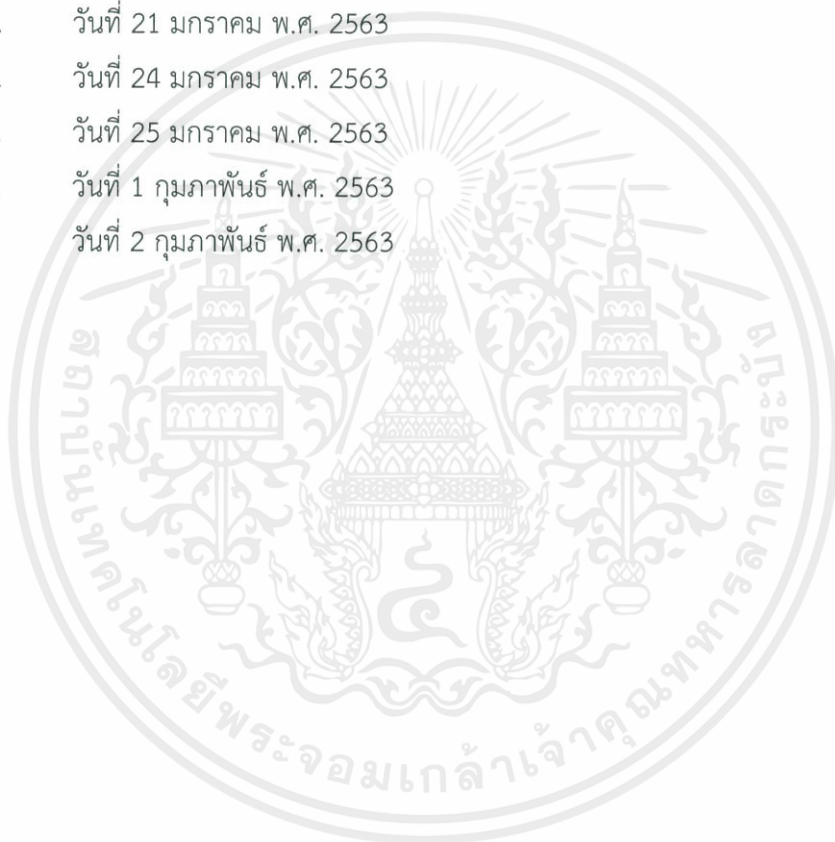 วันที่ 21 มกราคม พ.ศ. 2563
วันที่ 24 มกราคม พ.ศ. 2563
วันที่ 25 มกราคม พ.ศ. 2563
วันที่ 1 กุมภาพันธ์ พ.ศ. 2563
วันที่ 2 กุมภาพันธ์ พ.ศ. 2563
สถาบันเทคโนโลยีพระจอมเกล้าเจ้าคุณทหารลาดกระบัง